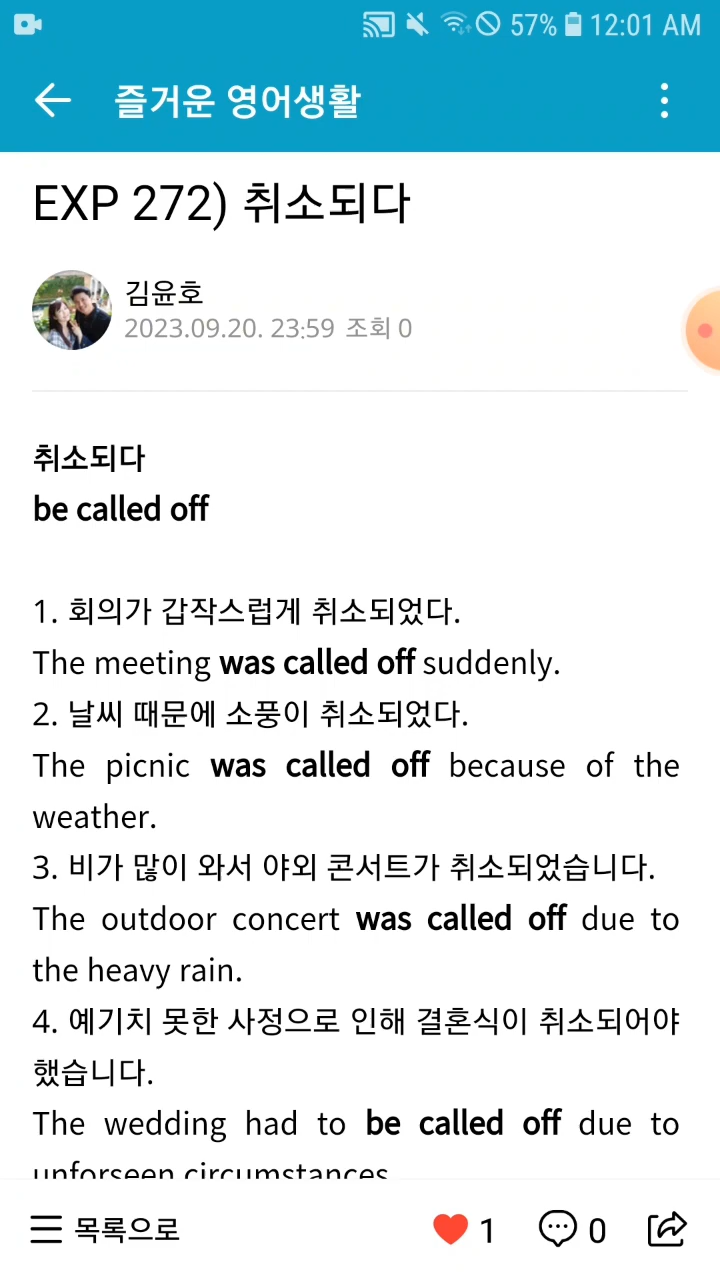 57% 12:01 AM
즐거운 영어생활
EXP 272) 취소되다
김윤호
2023.09.20. 23:59 조회 0
취소되다
be called off
1. 회의가 갑작스럽게 취소되었다.
The meeting was called off suddenly.
2. 날씨 때문에 소풍이 취소되었다.
The picnic was called off because of the
weather.
3. 비가 많이 와서 야외 콘서트가 취소되었습니다.
The outdoor concert was called off due to
the heavy rain.
4. 예기치 못한 사정으로 인해 결혼식이 취소되어야
했습니다.
The wedding had to be called off due to
unforseen circumstances.
목록으로 1 0